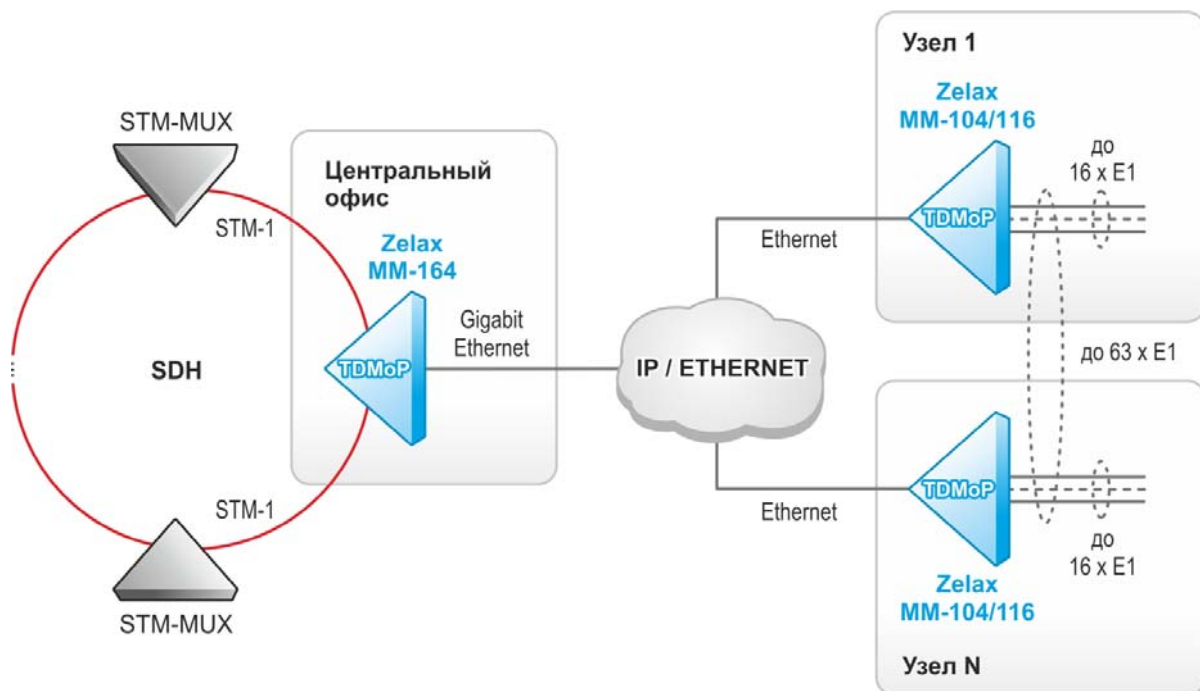 STM-MUX
STM-1
SDH
STM-1
STM-MUX
Центральный
офис
Zelax
MM-164
TDMoP
Gigabit
Ethernet
IP / ETHERNET
Ethernet
Ethernet
Узел 1
Zelax
MM-104/116
TDMoP
до
16 x E1
до 63 x E1
TDMoP
до
16 x E1
Zelax
MM-104/116
Узел N